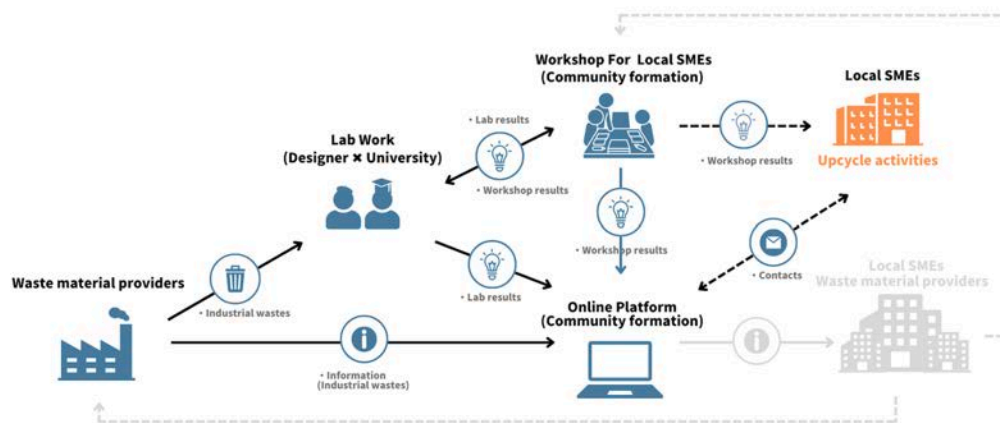 Workshop For Local SMEs
(Community formation)
Local SMEs
Upcycle activities
Lab Work
(Designer × University)
• Lab results
• Workshop results
• Workshop results
• Workshop results
• Lab results
• Contacts
Waste material providers
• Industrial wastes
• Information
(Industrial wastes)
Online Platform
(Community formation)
Local SMEs
Waste material providers